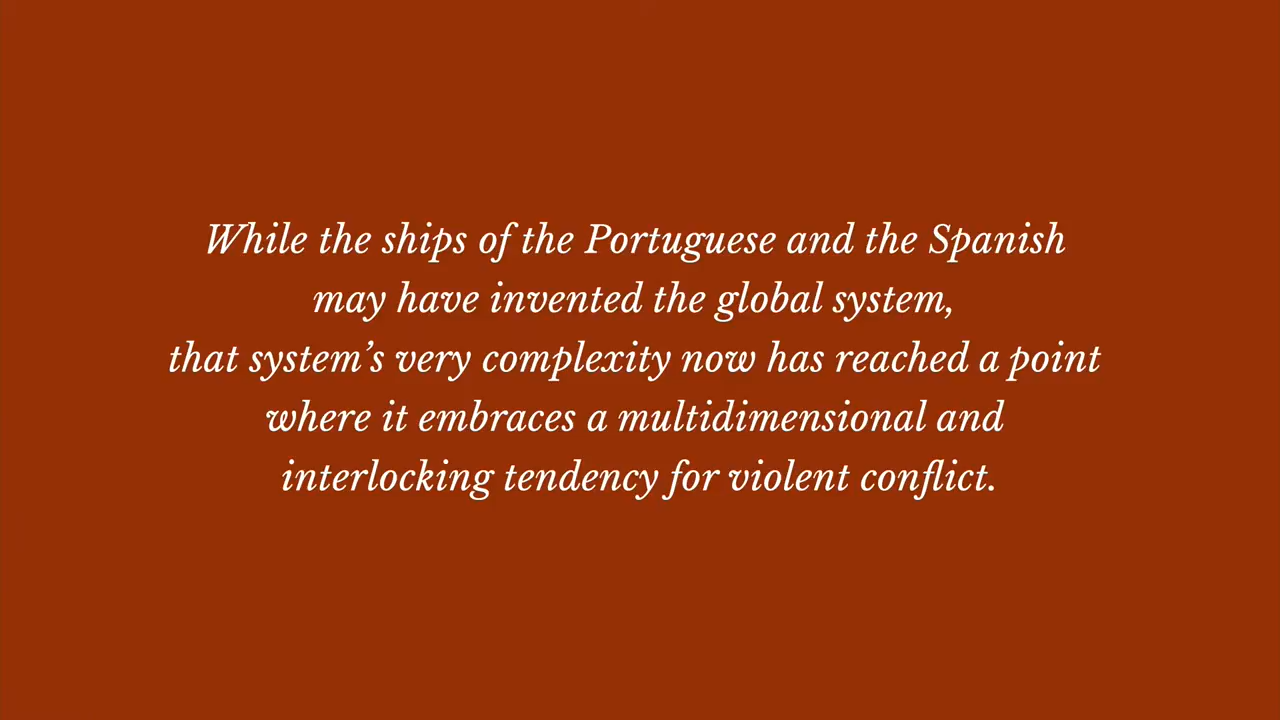 While the ships of the Portuguese and the Spanish
may have invented the global system,
that system’s very complexity now has reached a point
where it embraces a multidimensional and
interlocking tendency for violent conflict.